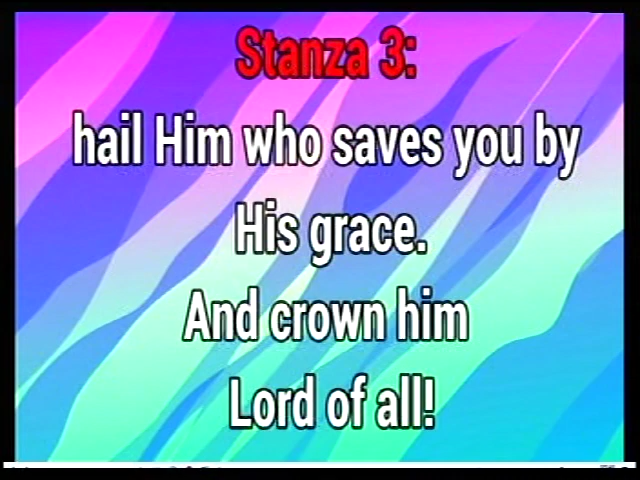 Stanza 3:
hail Him who saves you by
His grace.
And crown him
Lord of all!